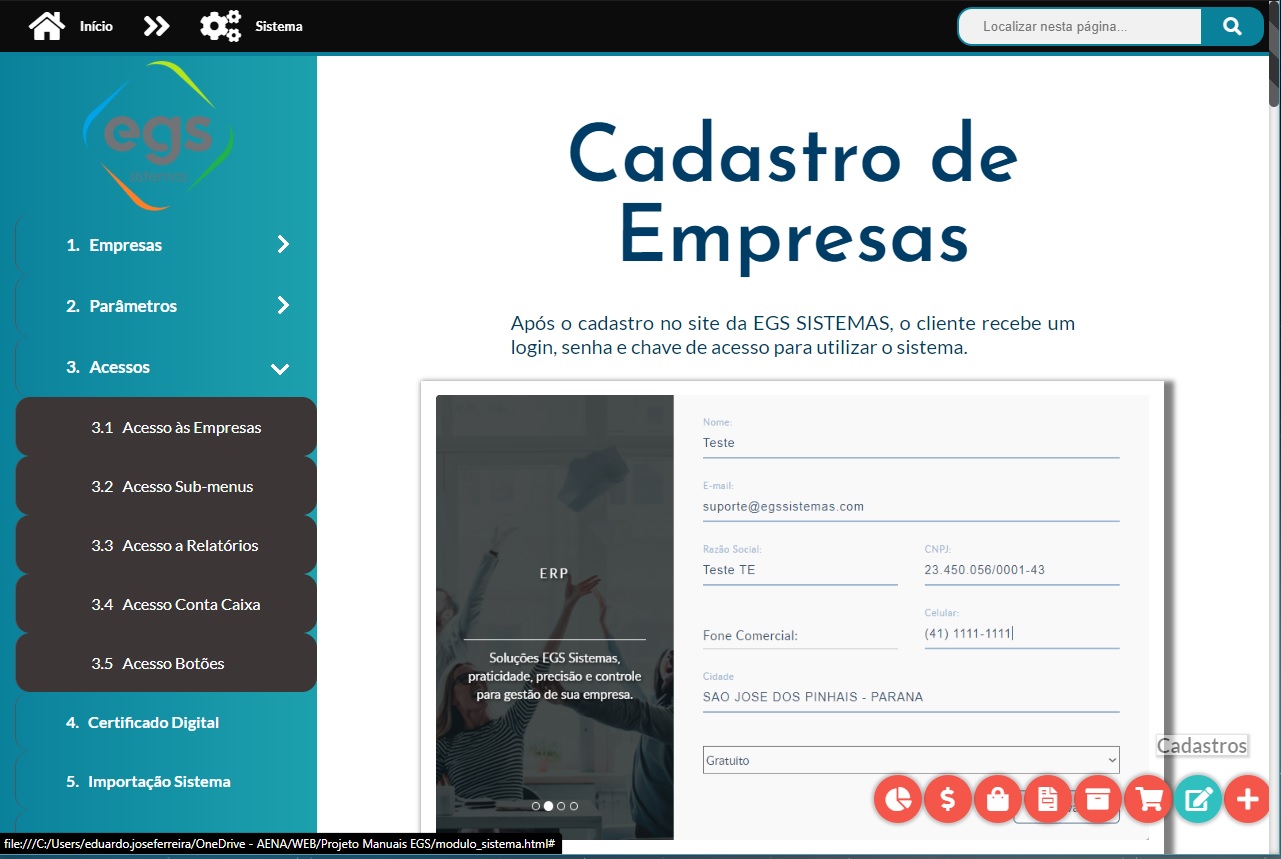 Início
Sistema
Localizar nesta página...
egs
sistemas
1. Empresas
2. Parâmetros
3. Acessos
3.1 Acesso às Empresas
3.2 Acesso Sub-menus
3.3 Acesso a Relatórios
3.4 Acesso Conta Caixa
3.5 Acesso Botões
4. Certificado Digital
5. Importação Sistema
Cadastro de
Empresas
Após o cadastro no site da EGS SISTEMAS, o cliente recebe um
login, senha e chave de acesso para utilizar o sistema.
ERP
Soluções EGS Sistemas,
praticidade, precisão e controle
para gestão de sua empresa.
Nome:
Teste
E-mail:
suporte@egssistemas.com
Razão Social:
CNPJ:
Teste TE
23.450.056/0001-43
Celular:
Fone Comercial:
(41) 1111-1111
Cidade
SAO JOSE DOS PINHAIS - PARANA
Gratuito
Cadastros
file:///C:/Users/eduardo.joseferreira/OneDrive - AENA/WEB/Projeto Manuais EGS/modulo_sistema.html#